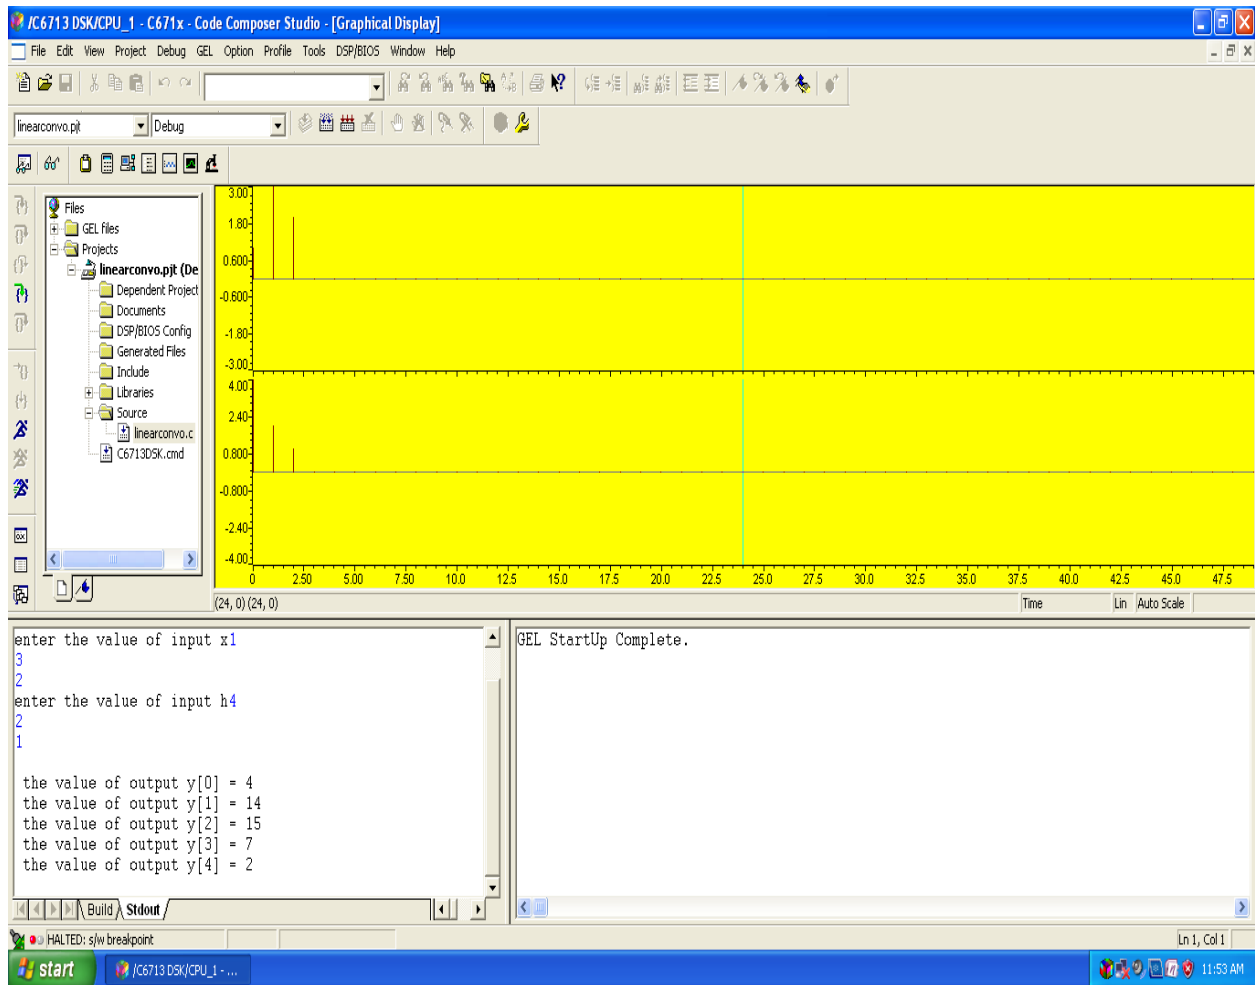 /C6713 DSK/CPU_1 - C671x - Code Composer Studio - [Graphical Display]
File Edit View Project Debug GEL Option Profile Tools DSP/BIOS Window Help
linearconvo.pjt Debug
Files
GEL files
Projects
linearconvo.pjt (De
Dependent Project
Documents
DSP/BIOS Config
Generated Files
Include
Libraries
Source
linearconvo.c
C6713DSK.cmd
3.00
1.80
0.600
-0.600
-1.80
-3.00
4.00
2.40
0.800
-0.800
-2.40
-4.00
0 2.50 5.00 7.50 10.0 12.5 15.0 17.5 20.0 22.5 25.0 27.5 30.0 32.5 35.0 37.5 40.0 42.5 45.0 47.5
(24, 0) (24, 0) Time Lin Auto Scale
enter the value of input x1
3
2
enter the value of input h4
2
1
the value of output y[0] = 4
the value of output y[1] = 14
the value of output y[2] = 15
the value of output y[3] = 7
the value of output y[4] = 2
Build Stdout
GEL StartUp Complete.
HALTED: s/w breakpoint
Ln 1, Col 1
start /C6713 DSK/CPU_1 - ... 11:53 AM